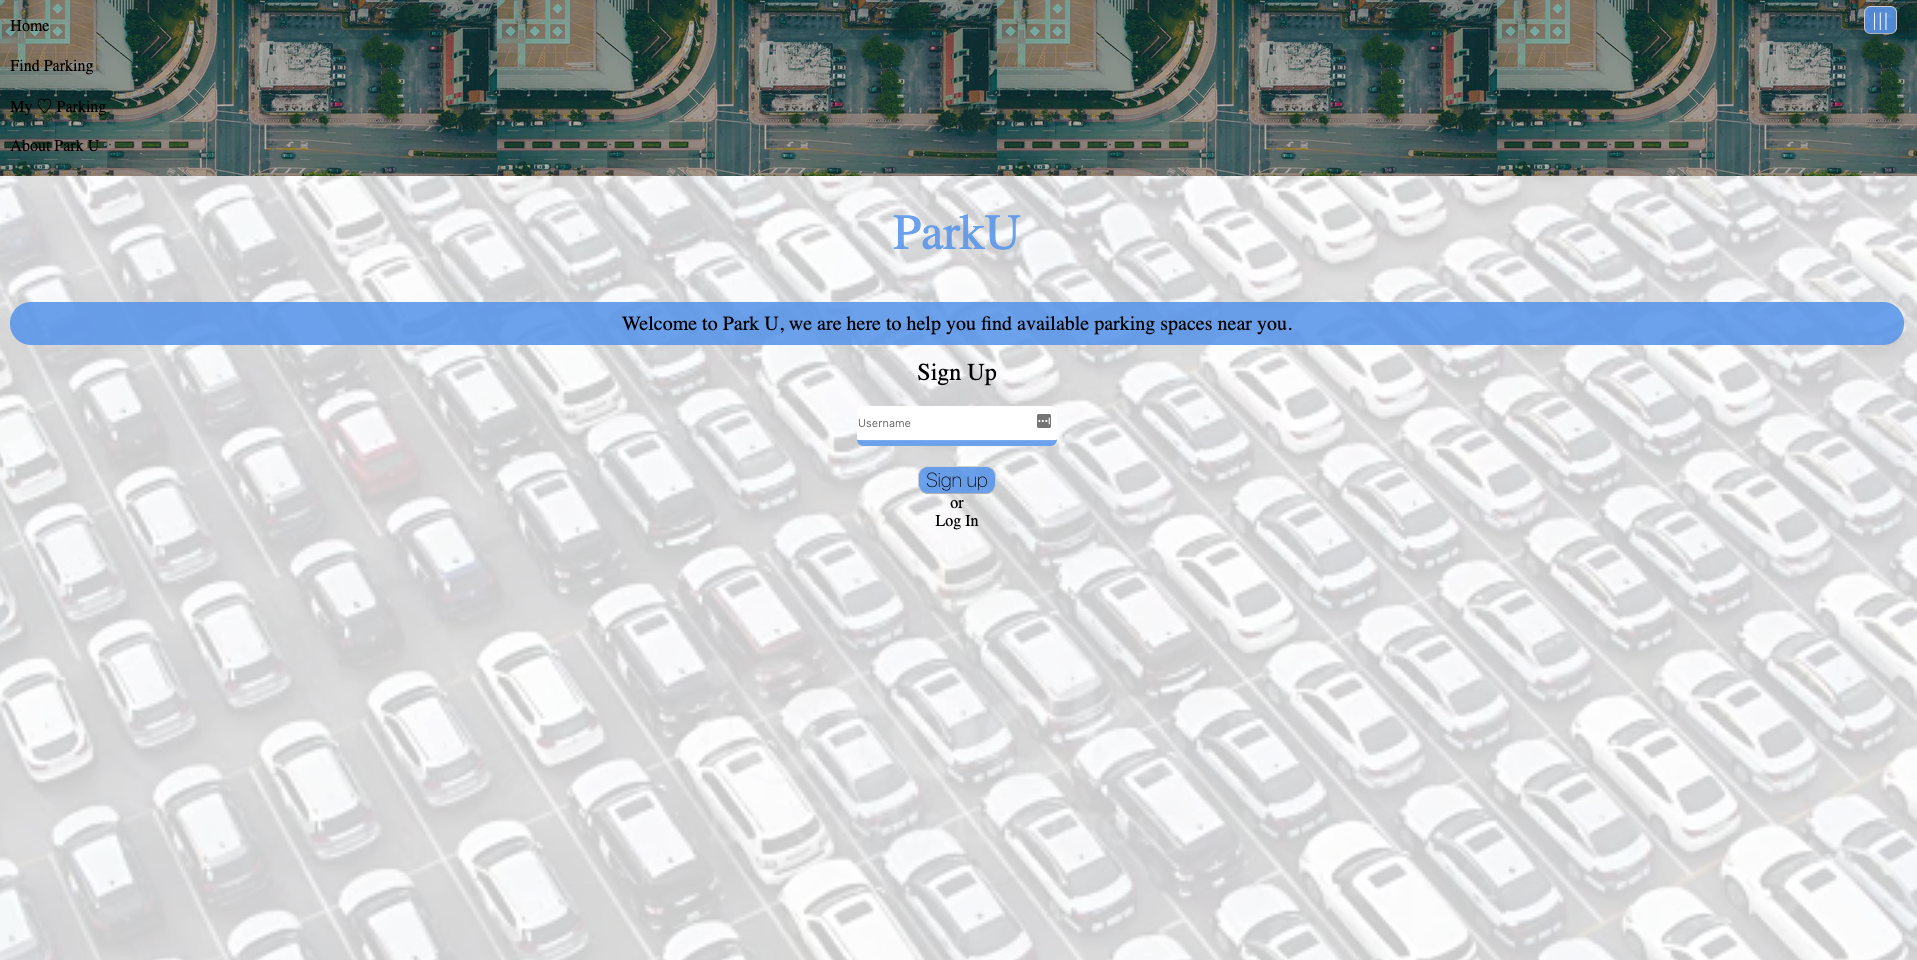 Home
Find Parking
My ♡ Parking
About Park U
ParkU
Welcome to Park U, we are here to help you find available parking spaces near you.
Sign Up
Username
Sign up
or
Log In